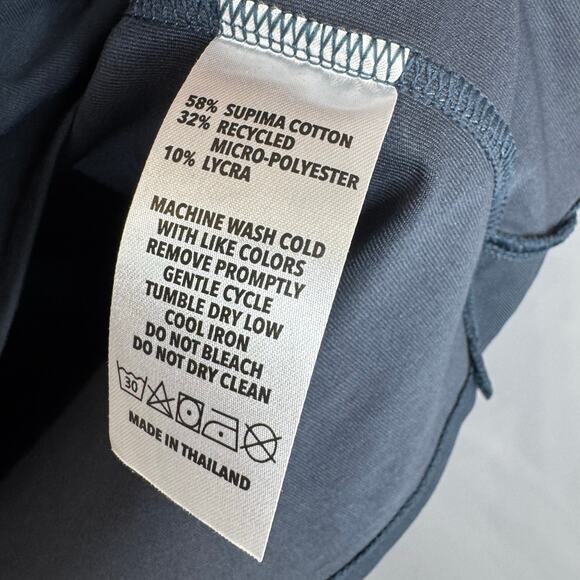 58% SUPIMA COTTON
32% RECYCLED
MICRO-POLYESTER
10% LYCRA
MACHINE WASH COLD
WITH LIKE COLORS
REMOVE PROMPTLY
GENTLE CYCLE
TUMBLE DRY LOW
COOL IRON
DO NOT BLEACH
DO NOT DRY CLEAN
30
MADE IN THAILAND